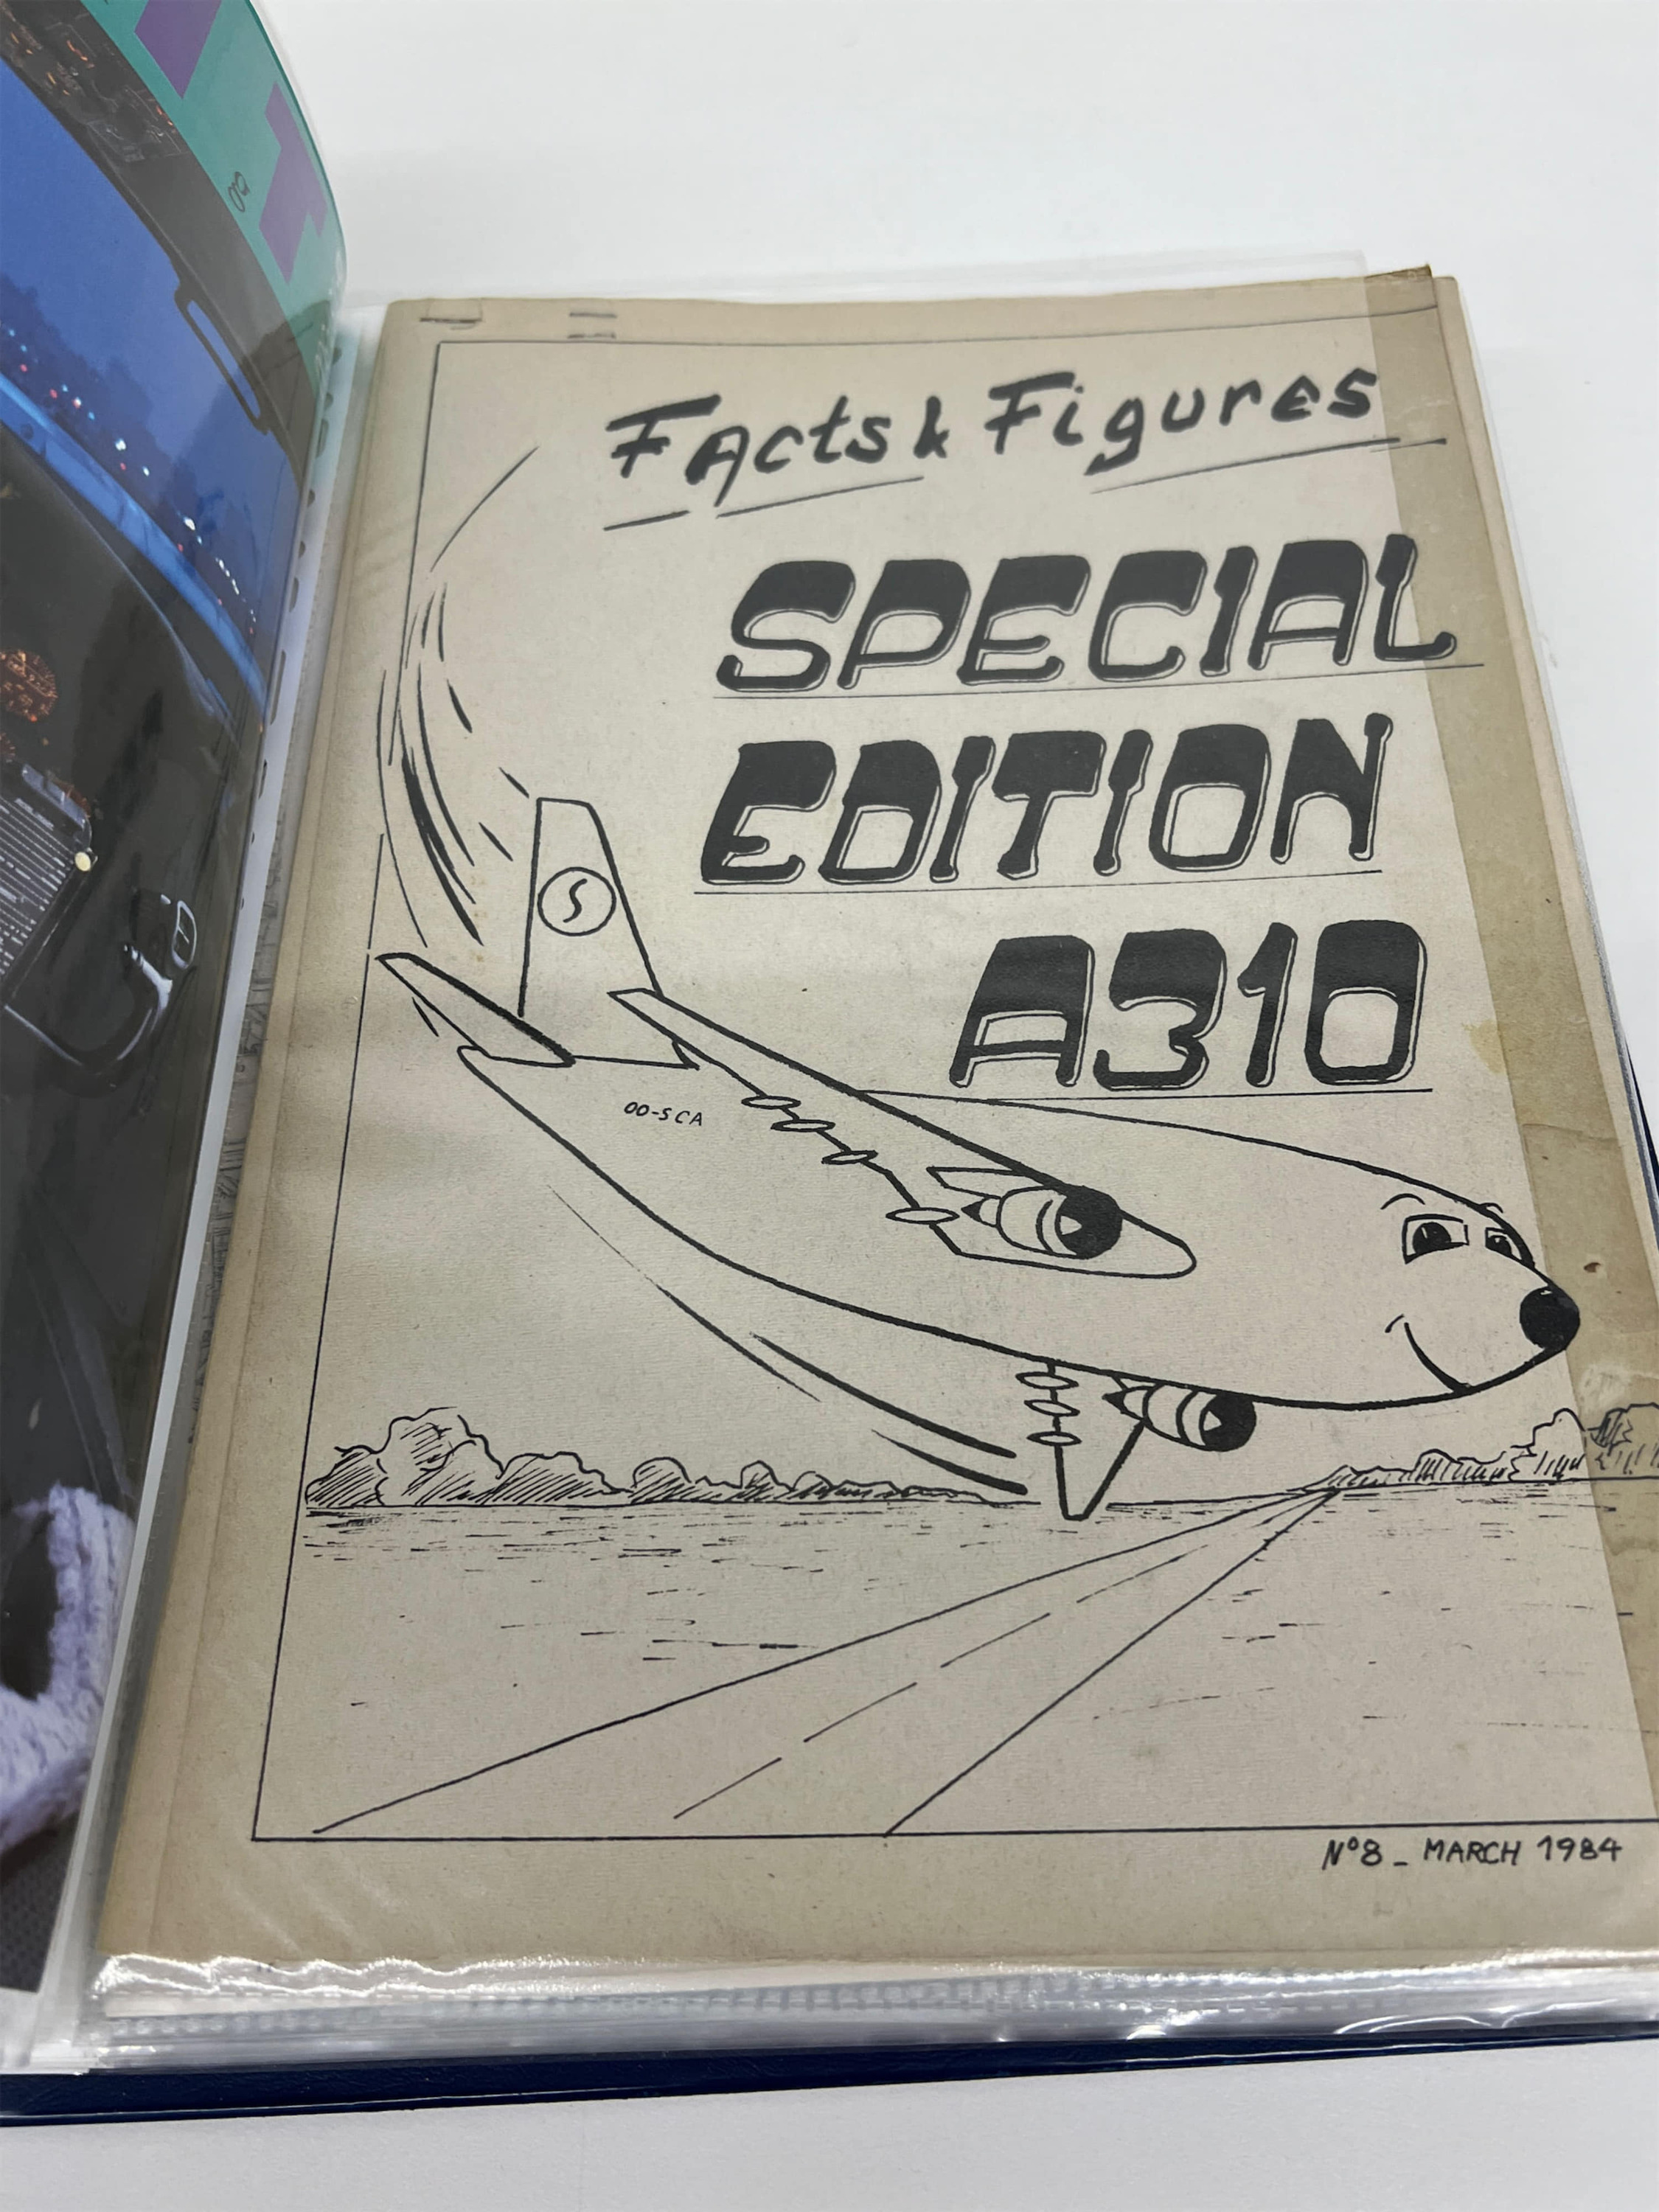 FActs & Figures
SPECIAL
EDITION
A310
S
OO-SCA
N°8 - MARCH 1984